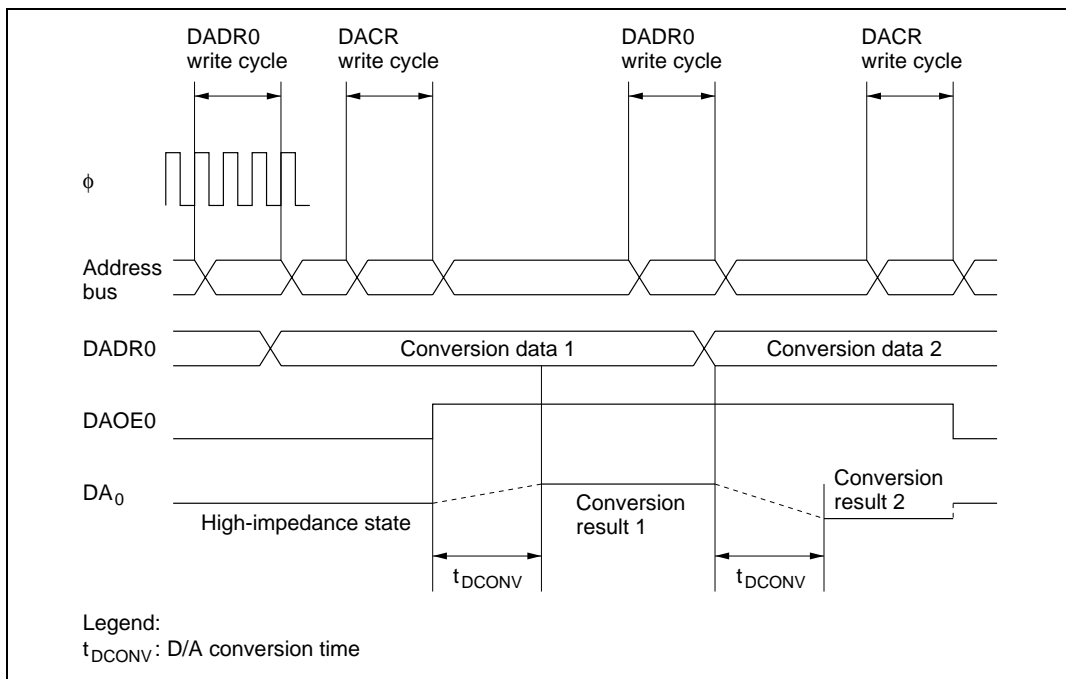 DADR0
write cycle
DACR
write cycle
DADR0
write cycle
DACR
write cycle
ϕ
Address
bus
DADR0
Conversion data 1
Conversion data 2
DAOE0
DA0
High-impedance state
Conversion
result 1
Conversion
result 2
tDCONV
tDCONV
Legend:
tDCONV: D/A conversion time